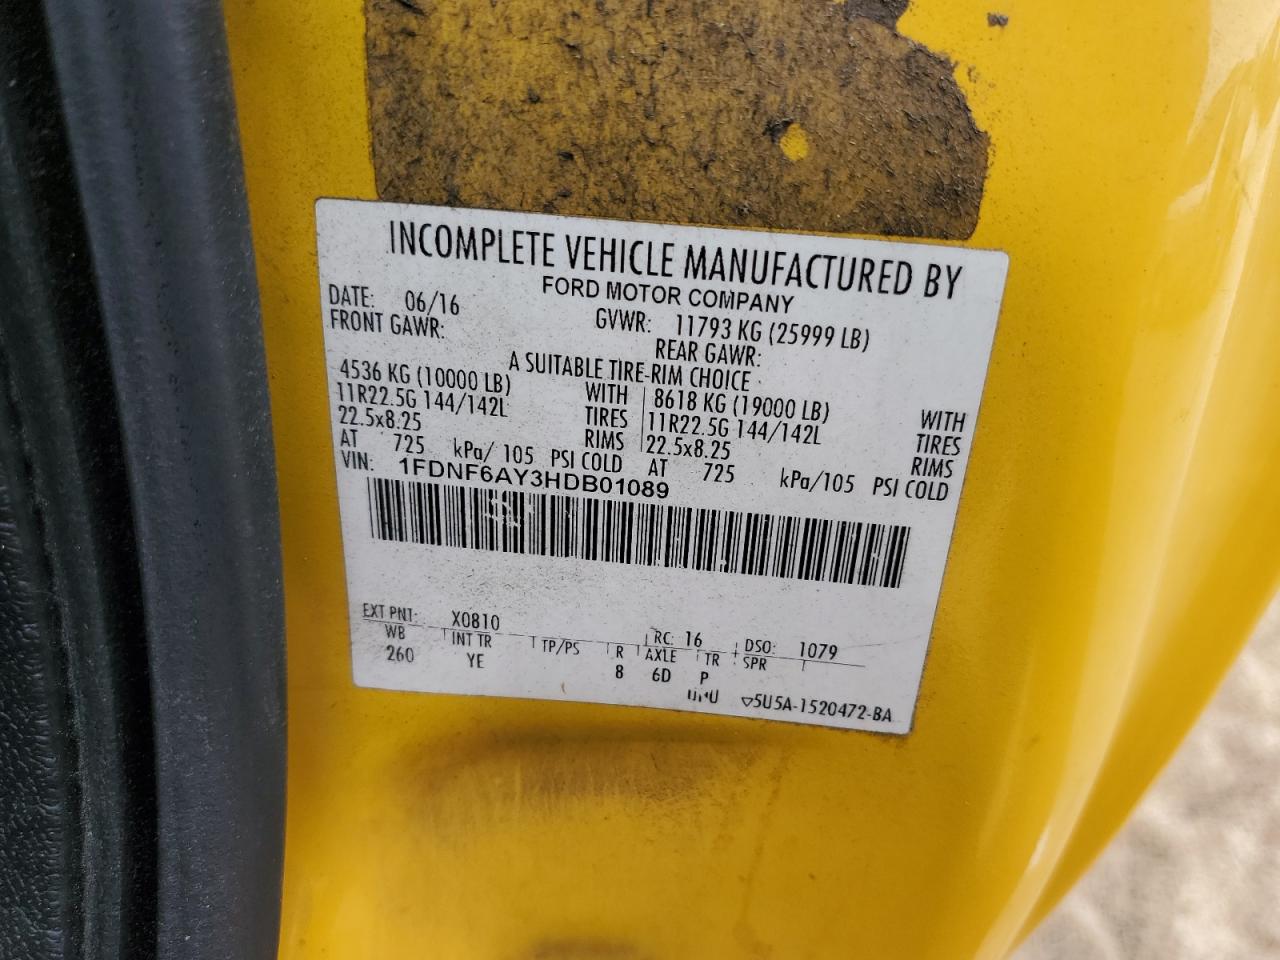 INCOMPLETE VEHICLE MANUFACTURED BY
FORD MOTOR COMPANY
DATE: 06/16 GVWR: 11793 KG (25999 LB)
FRONT GAWR: REAR GAWR:
A SUITABLE TIRE-RIM CHOICE
4536 KG (10000 LB) WITH 8618 KG (19000 LB) WITH
11R22.5G 144/142L TIRES 11R22.5G 144/142L TIRES
22.5x8.25 RIMS 22.5x8.25 RIMS
AT 725 kPa/ 105 PSI COLD AT 725 kPa/105 PSI COLD
VIN: 1FDNF6AY3HDB01089
EXT PNT: X0810 RC: 16 DSO: 1079
WB INT TR TP/PS R AXLE TR SPR
260 YE 8 6D P
5U5A-1520472-BA